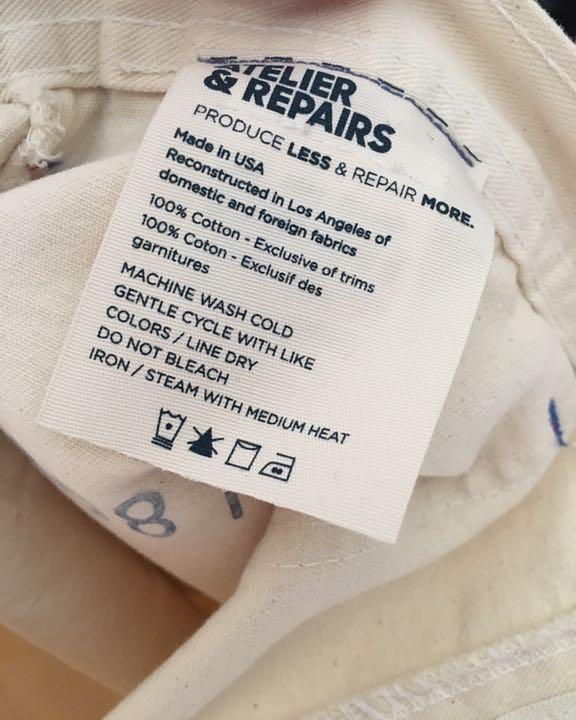 ATELIER
& REPAIRS
PRODUCE LESS & REPAIR MORE.
Made in USA
Reconstructed in Los Angeles of
domestic and foreign fabrics
100% Cotton - Exclusive of trims
100% Coton - Exclusif des
garnitures
MACHINE WASH COLD
GENTLE CYCLE WITH LIKE
COLORS / LINE DRY
DO NOT BLEACH
IRON / STEAM WITH MEDIUM HEAT
8